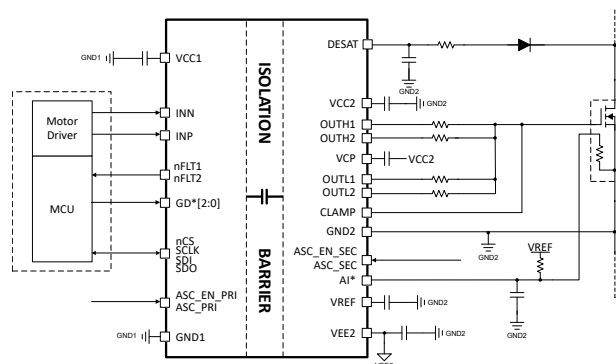 GND1
VCC1
Motor
Driver
INN
INP
nFLT1
nFLT2
MCU
GD*[2:0]
nCS
SCLK
SDI
SDO
ASC_EN_PRI
ASC_PRI
GND1
GND1
ISOLATION
BARRIER
DESAT
GND2
VCC2
GND2
OUTH1
OUTH2
VCP
VCC2
OUTL1
OUTL2
CLAMP
GND2
GND2
ASC_EN_SEC
ASC_SEC
VREF
AI*
VREF
GND2
GND2
VEE2
GND2